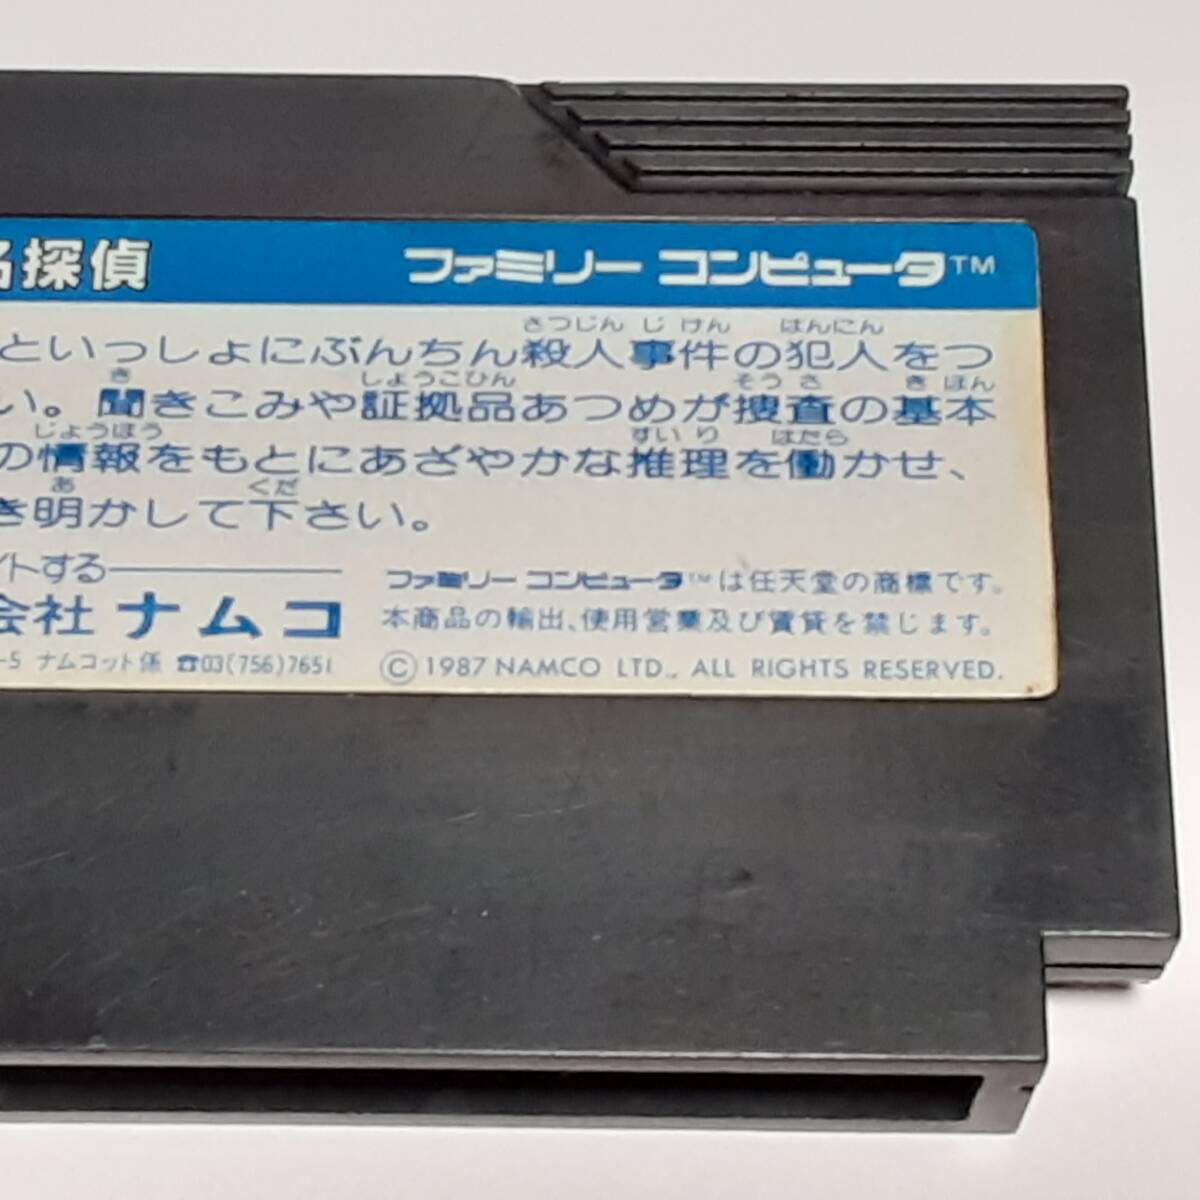 名探偵 ファミリー コンピュータ™
さつじん じ けん はんにん
といっしょにぶんちん殺人事件の犯人をつ
き しょうこひん そう さ き ほん
い。聞きこみや証拠品あつめが捜査の基本
じょうほう すいり はたら
の情報をもとにあざやかな推理を働かせ、
あ くだ
き明かして下さい。
イトする
会社 ナムコ
-5 ナムコット係 ☎03(756)7651
ファミリー コンピュータ™は任天堂の商標です。
本商品の輸出、使用営業及び賃貸を禁じます。
©1987 NAMCO LTD., ALL RIGHTS RESERVED.